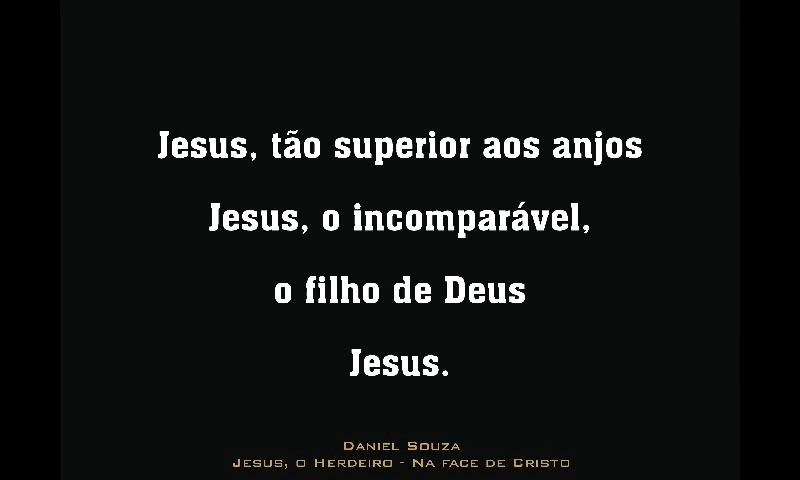 Jesus, tão superior aos anjos
Jesus, o incomparável,
o filho de Deus
Jesus.
Daniel Souza
Jesus, o Herdeiro - Na face de Cristo